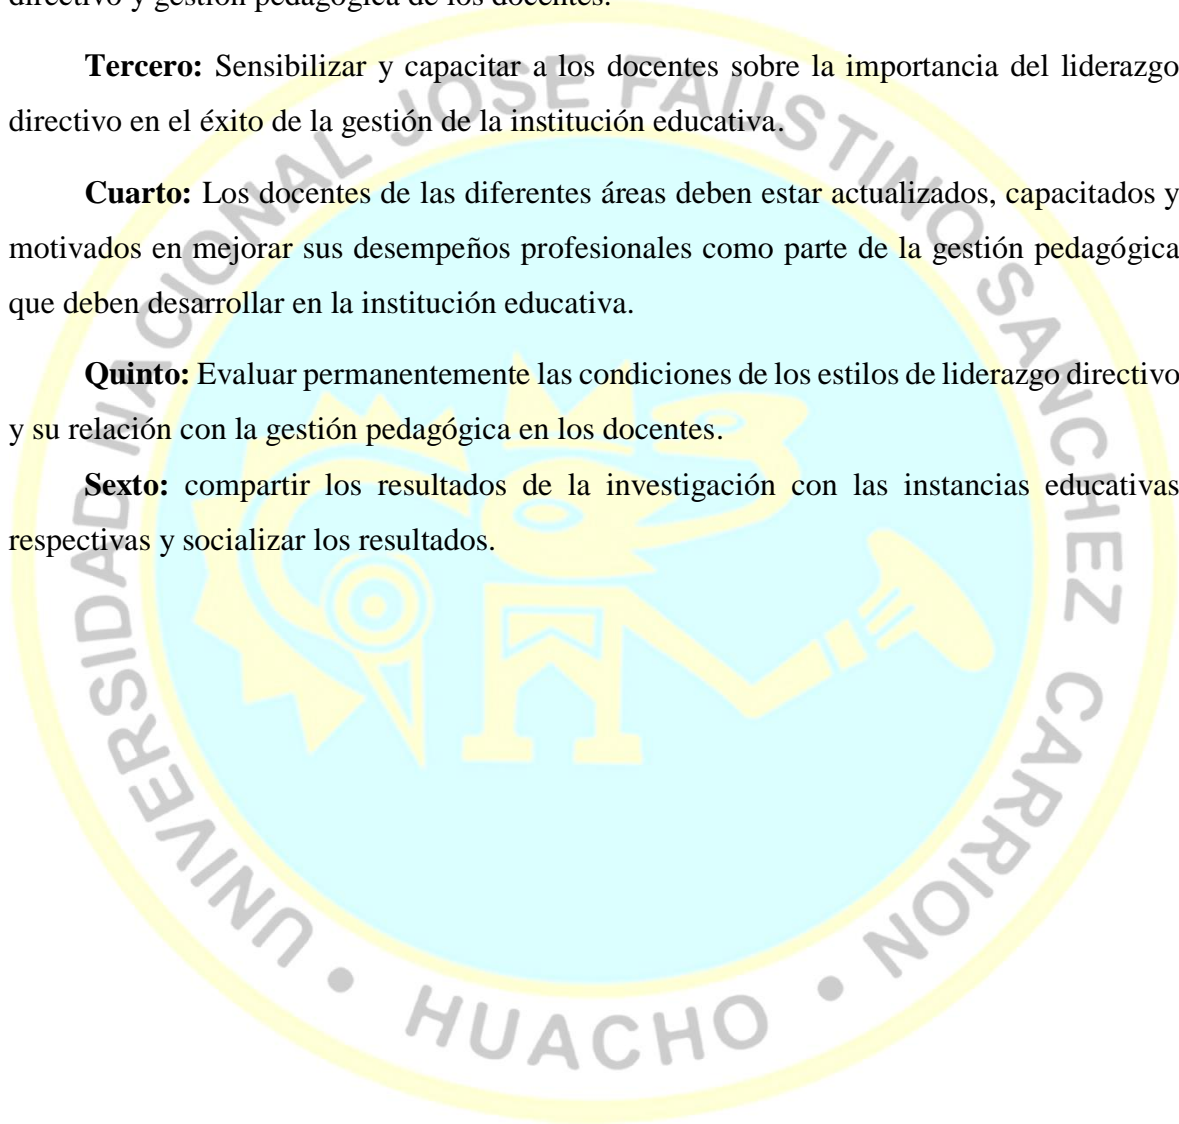 directivo y gestión pedagógica de los docentes.
Tercero: Sensibilizar y capacitar a los docentes sobre la importancia del liderazgo
directivo en el éxito de la gestión de la institución educativa.
Cuarto: Los docentes de las diferentes áreas deben estar actualizados, capacitados y
motivados en mejorar sus desempeños profesionales como parte de la gestión pedagógica
que deben desarrollar en la institución educativa.
Quinto: Evaluar permanentemente las condiciones de los estilos de liderazgo directivo
y su relación con la gestión pedagógica en los docentes.
Sexto: compartir los resultados de la investigación con las instancias educativas
respectivas y socializar los resultados.
UNIVERSIDAD NACIONAL JOSE FAUSTINO SANCHEZ CARRION
• HUACHO •